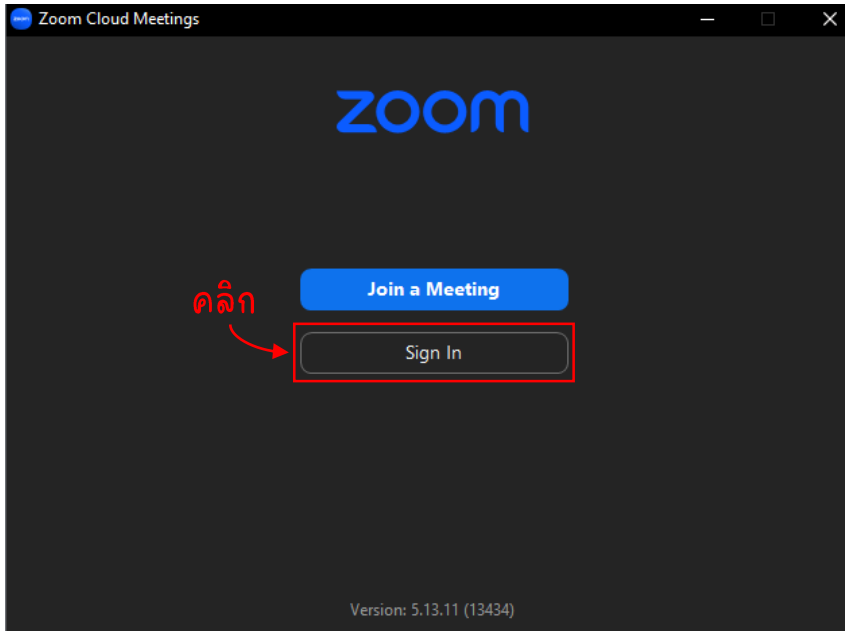 Zoom Cloud Meetings
zoom
Join a Meeting
คลิก
Sign In
Version: 5.13.11 (13434)